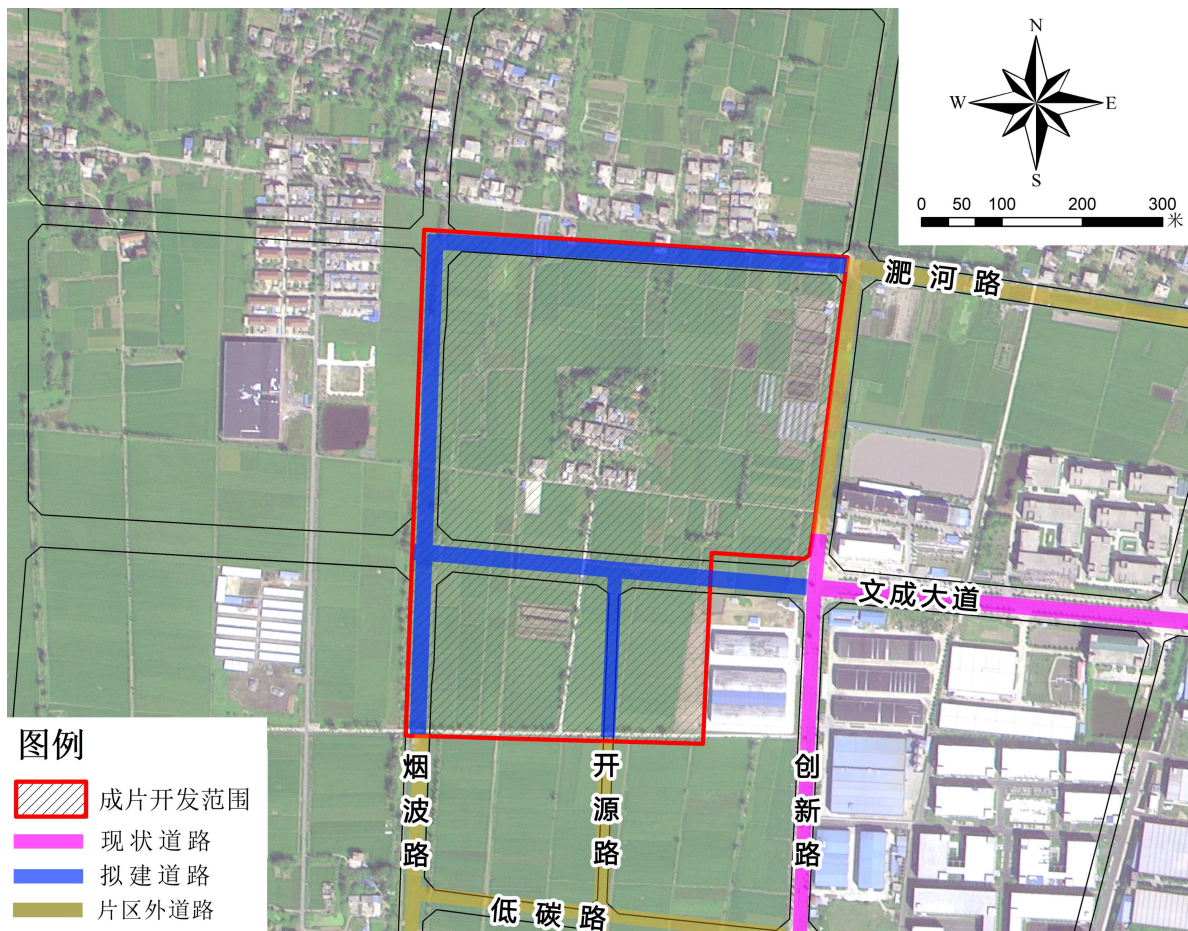 N
W
E
S
0 50 100 200 300
米
淝河路
文成大道
烟波路
开源路
创新路
低碳路
图例
成片开发范围
现状道路
拟建道路
片区外道路